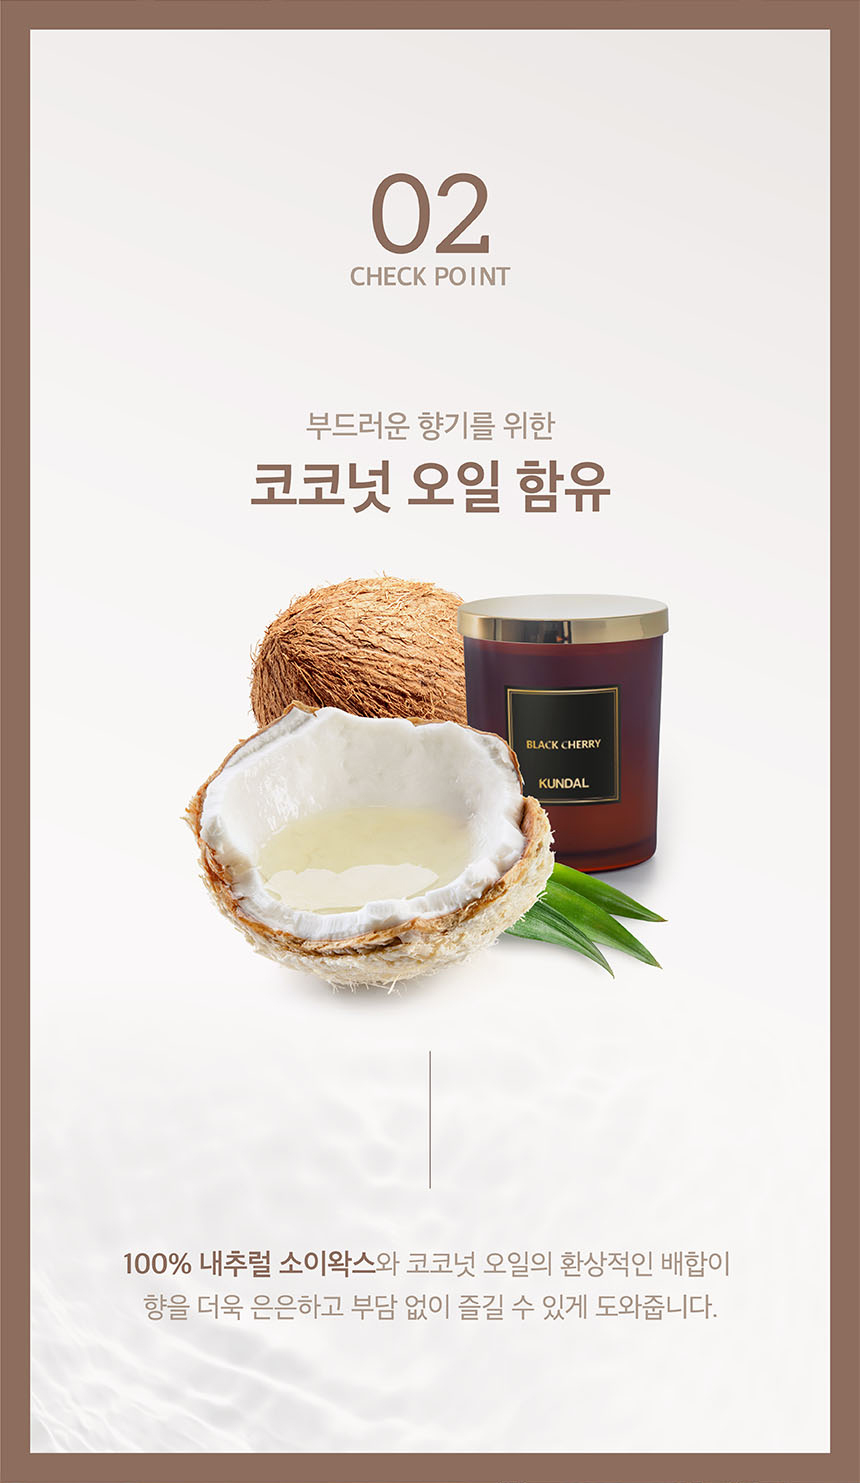 02
CHECK POINT
부드러운 향기를 위한
코코넛 오일 함유
BLACK CHERRY
KUNDAL
100% 내추럴 소이왁스와 코코넛 오일의 환상적인 배합이
향을 더욱 은은하고 부담 없이 즐길 수 있게 도와줍니다.